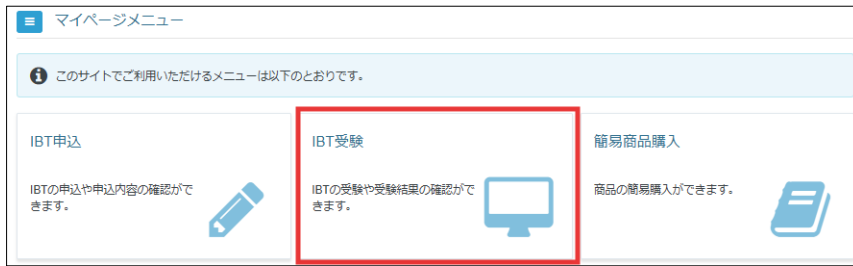 マイページメニュー
このサイトでご利用いただけるメニューは以下のとおりです。
IBT申込
IBTの申込や申込内容の確認がで
きます。
IBT受験
IBTの受験や受験結果の確認がで
きます。
簡易商品購入
商品の簡易購入ができます。